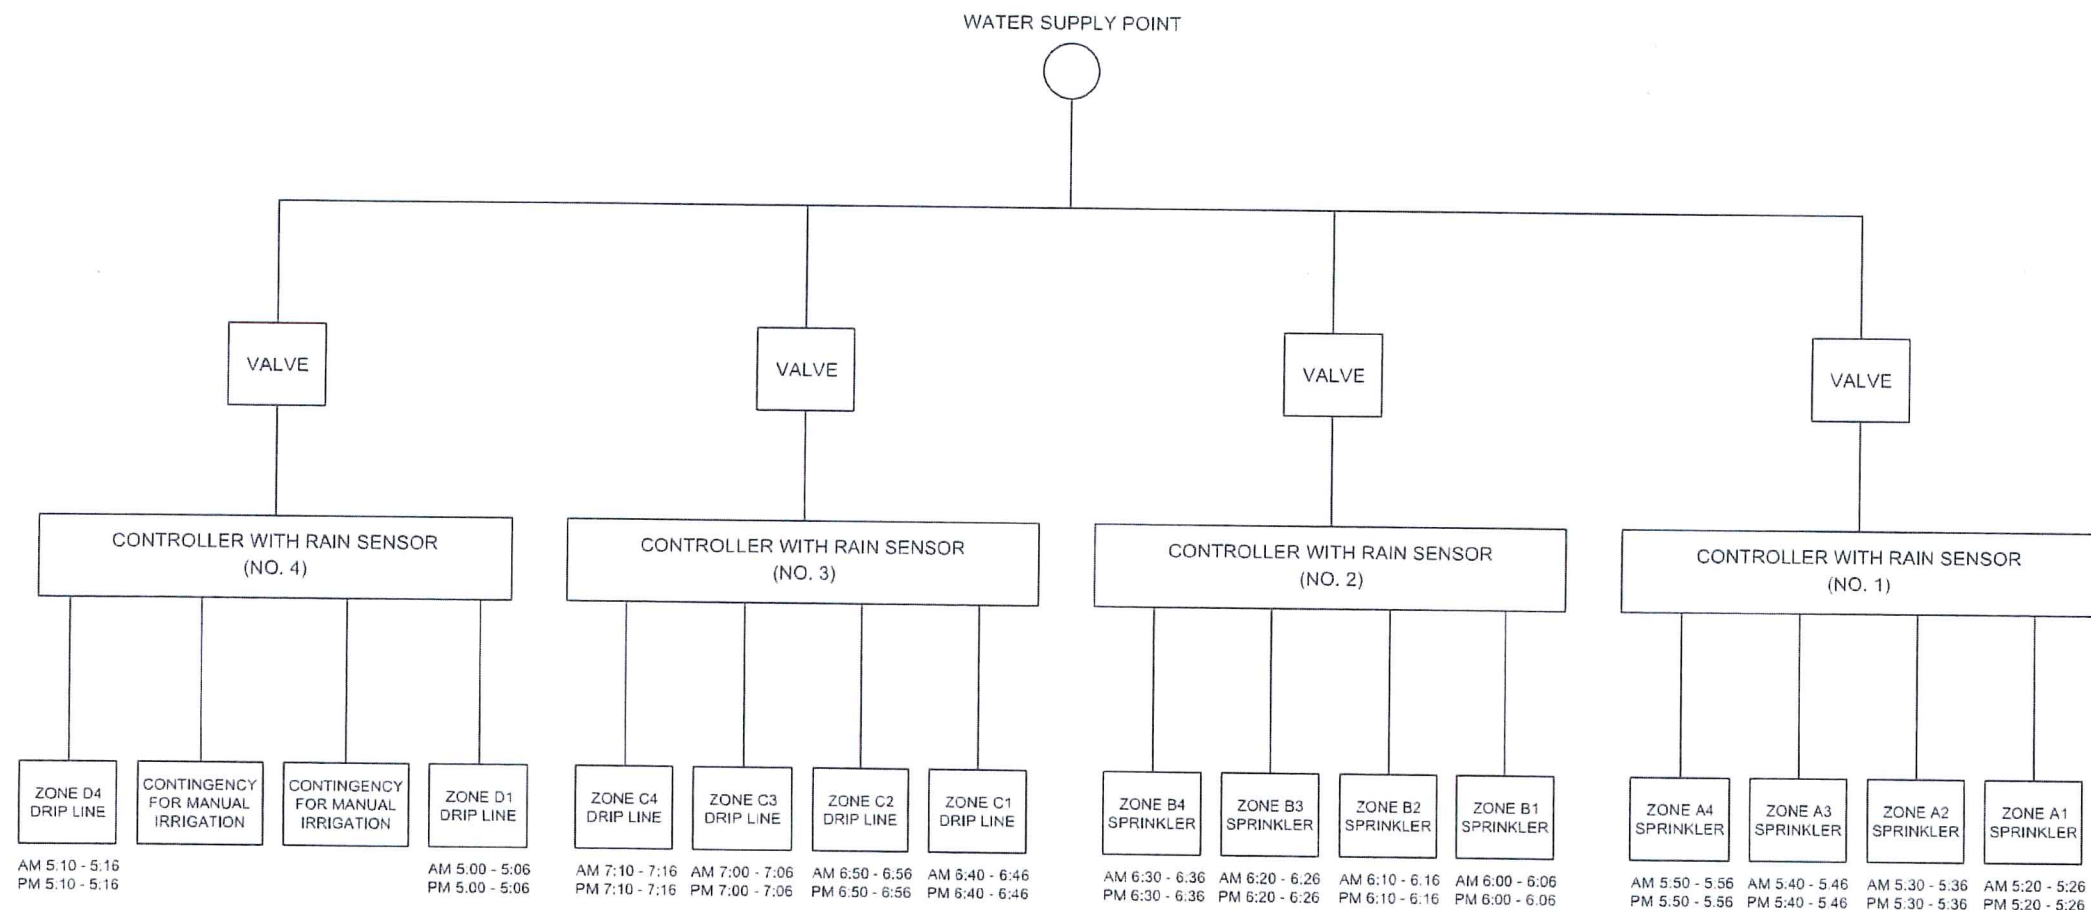 WATER SUPPLY POINT
VALVE
VALVE
VALVE
VALVE
CONTROLLER WITH RAIN SENSOR
(NO. 4)
CONTROLLER WITH RAIN SENSOR
(NO. 3)
CONTROLLER WITH RAIN SENSOR
(NO. 2)
CONTROLLER WITH RAIN SENSOR
(NO. 1)
ZONE D4
DRIP LINE
CONTINGENCY
FOR MANUAL
IRRIGATION
CONTINGENCY
FOR MANUAL
IRRIGATION
ZONE D1
DRIP LINE
ZONE C4
DRIP LINE
ZONE C3
DRIP LINE
ZONE C2
DRIP LINE
ZONE C1
DRIP LINE
ZONE B4
SPRINKLER
ZONE B3
SPRINKLER
ZONE B2
SPRINKLER
ZONE B1
SPRINKLER
ZONE A4
SPRINKLER
ZONE A3
SPRINKLER
ZONE A2
SPRINKLER
ZONE A1
SPRINKLER
AM 5:10 - 5:16
PM 5:10 - 5:16
AM 5:00 - 5:06
PM 5:00 - 5:06
AM 7:10 - 7:16
PM 7:10 - 7:16
AM 7:00 - 7:06
PM 7:00 - 7:06
AM 6:50 - 6:56
PM 6:50 - 6:56
AM 6:40 - 6:46
PM 6:40 - 6:46
AM 6:30 - 6:36
PM 6:30 - 6:36
AM 6:20 - 6:26
PM 6:20 - 6:26
AM 6:10 - 6:16
PM 6:10 - 6:16
AM 6:00 - 6:06
PM 6:00 - 6:06
AM 5:50 - 5:56
PM 5:50 - 5:56
AM 5:40 - 5:46
PM 5:40 - 5:46
AM 5:30 - 5:36
PM 5:30 - 5:36
AM 5:20 - 5:26
PM 5:20 - 5:26